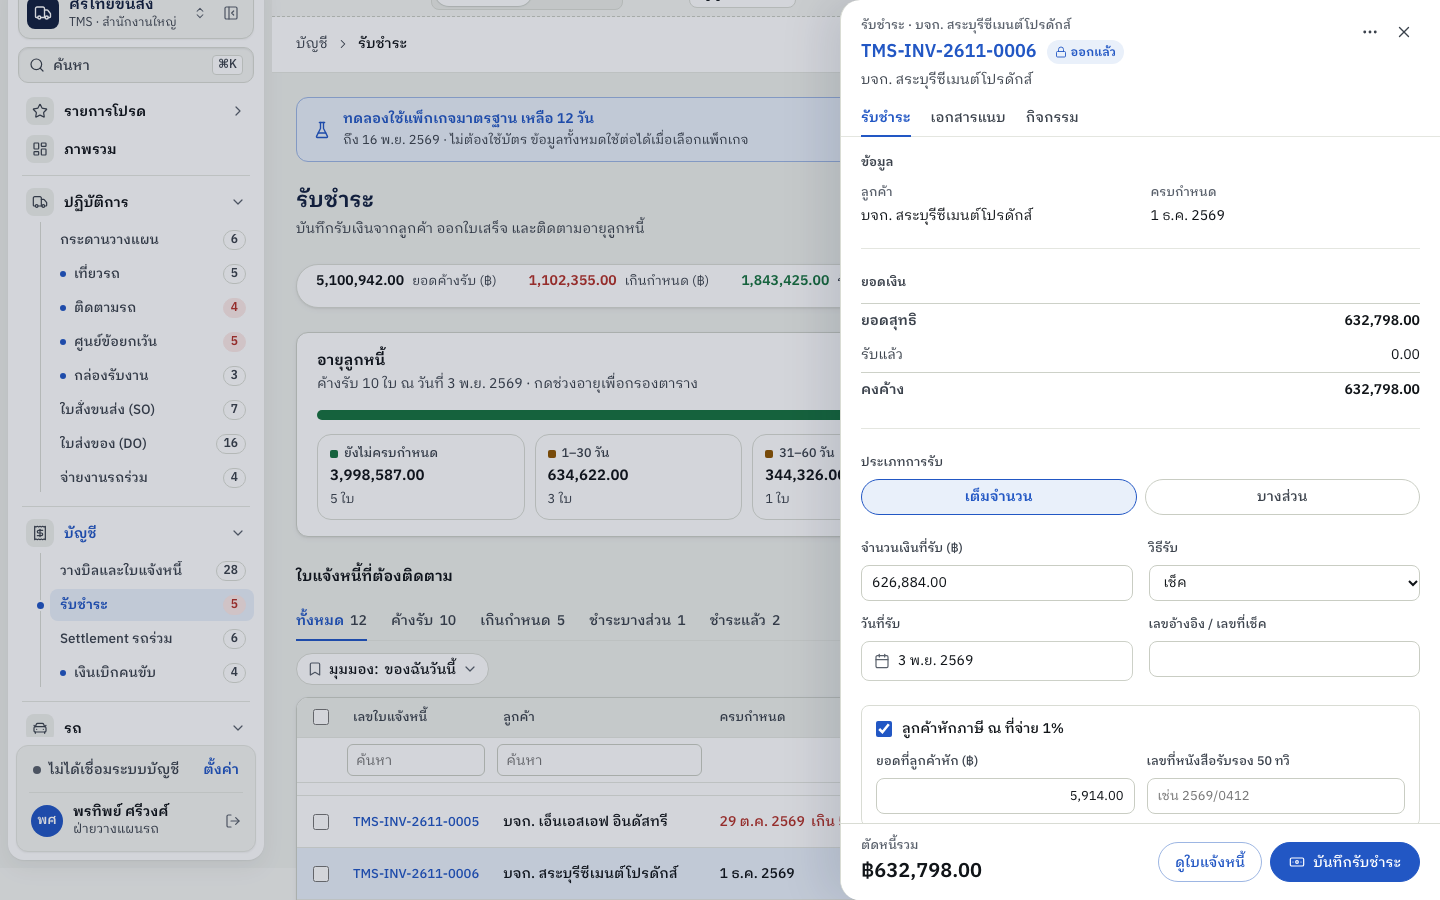 ศรีไทยขนส่ง
TMS · สำนักงานใหญ่
ค้นหา
⌘K
รายการโปรด
ภาพรวม
ปฏิบัติการ
กระดานวางแผน 6
เที่ยวรถ 5
ติดตามรถ 4
ศูนย์ข้อยกเว้น 5
กล่องรับงาน 3
ใบสั่งขนส่ง (SO) 7
ใบส่งของ (DO) 16
จ่ายงานรถร่วม 4
บัญชี
วางบิลและใบแจ้งหนี้ 28
รับชำระ 5
Settlement รถร่วม 4
เงินเบิกคนขับ 4
รถ
ไม่ได้เชื่อมระบบบัญชี ตั้งค่า
พศ
พรทิพย์ ศรีวงศ์
ฝ่ายวางแผนรถ
บัญชี > รับชำระ
ทดลองใช้แพ็กเกจมาตรฐาน เหลือ 12 วัน
ถึง 16 พ.ย. 2569 · ไม่ต้องใช้บัตร ข้อมูลทั้งหมดใช้ต่อได้เมื่อเลือกแพ็กเกจ
รับชำระ
บันทึกรับเงินจากลูกค้า ออกใบเสร็จ และติดตามอายุลูกหนี้
5,100,942.00 ยอดค้างรับ (฿) 1,102,355.00 เกินกำหนด (฿) 1,843,425.00
อายุลูกหนี้
ค้างรับ 10 ใบ ณ วันที่ 3 พ.ย. 2569 · กดช่วงอายุเพื่อกรองตาราง
ยังไม่ครบกำหนด
3,998,587.00
5 ใบ
1–30 วัน
634,622.00
3 ใบ
31–60 วัน
344,326.00
1 ใบ
ใบแจ้งหนี้ที่ต้องติดตาม
ทั้งหมด 12 ค้างรับ 10 เกินกำหนด 5 ชำระบางส่วน 1 ชำระแล้ว 2
มุมมอง: ของฉันวันนี้
เลขใบแจ้งหนี้ ลูกค้า ครบกำหนด
ค้นหา ค้นหา
TMS-INV-2611-0005 บจก. เอ็นเอสเอฟ อินดัสทรี 29 ต.ค. 2569 เกิน
TMS-INV-2611-0006 บจก. สระบุรีซีเมนต์โปรดักส์ 1 ธ.ค. 2569
รับชำระ · บจก. สระบุรีซีเมนต์โปรดักส์
TMS-INV-2611-0006 ออกแล้ว
บจก. สระบุรีซีเมนต์โปรดักส์
รับชำระ เอกสารแนบ กิจกรรม
ข้อมูล
ลูกค้า ครบกำหนด
บจก. สระบุรีซีเมนต์โปรดักส์ 1 ธ.ค. 2569
ยอดเงิน
ยอดสุทธิ 632,798.00
รับแล้ว 0.00
คงค้าง 632,798.00
ประเภทการรับ
เต็มจำนวน บางส่วน
จำนวนเงินที่รับ (฿) วิธีรับ
626,884.00 เช็ค
วันที่รับ เลขอ้างอิง / เลขที่เช็ค
3 พ.ย. 2569
ลูกค้าหักภาษี ณ ที่จ่าย 1%
ยอดที่ลูกค้าหัก (฿) เลขที่หนังสือรับรอง 50 ทวิ
5,914.00 เช่น 2569/0412
ตัดหนี้รวม
฿632,798.00
ดูใบแจ้งหนี้ บันทึกรับชำระ